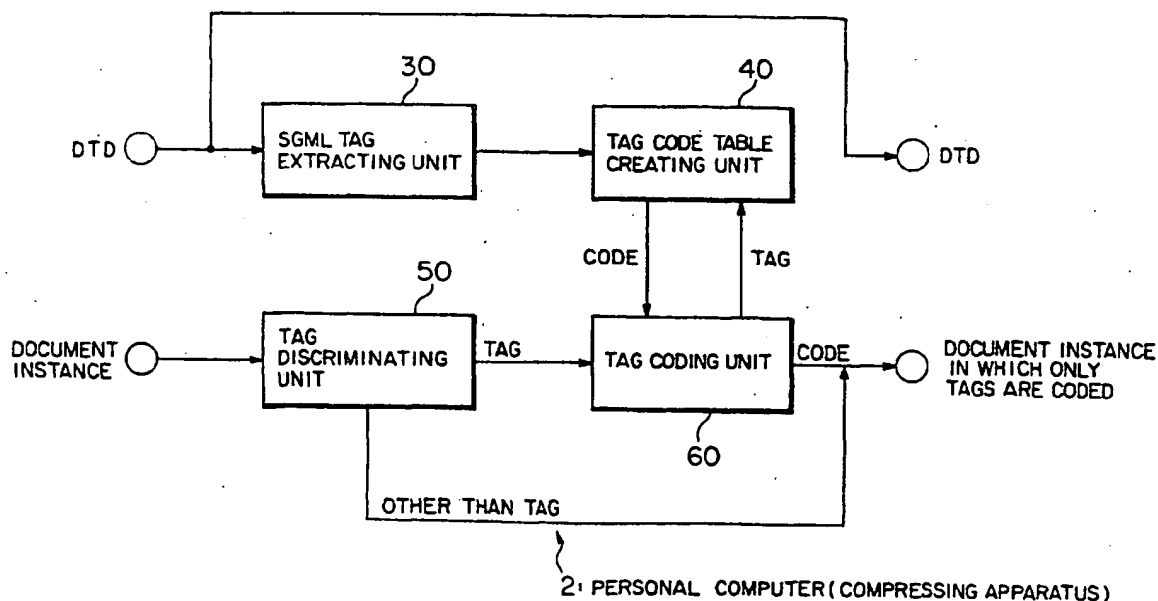 30
40
DTD
SGML TAG
EXTRACTING UNIT
TAG CODE TABLE
CREATING UNIT
DTD
CODE
TAG
50
DOCUMENT
INSTANCE
TAG
DISCRIMINATING
UNIT
TAG
TAG CODING UNIT
CODE
DOCUMENT INSTANCE
IN WHICH ONLY
TAGS ARE CODED
60
OTHER THAN TAG
2: PERSONAL COMPUTER (COMPRESSING APPARATUS)